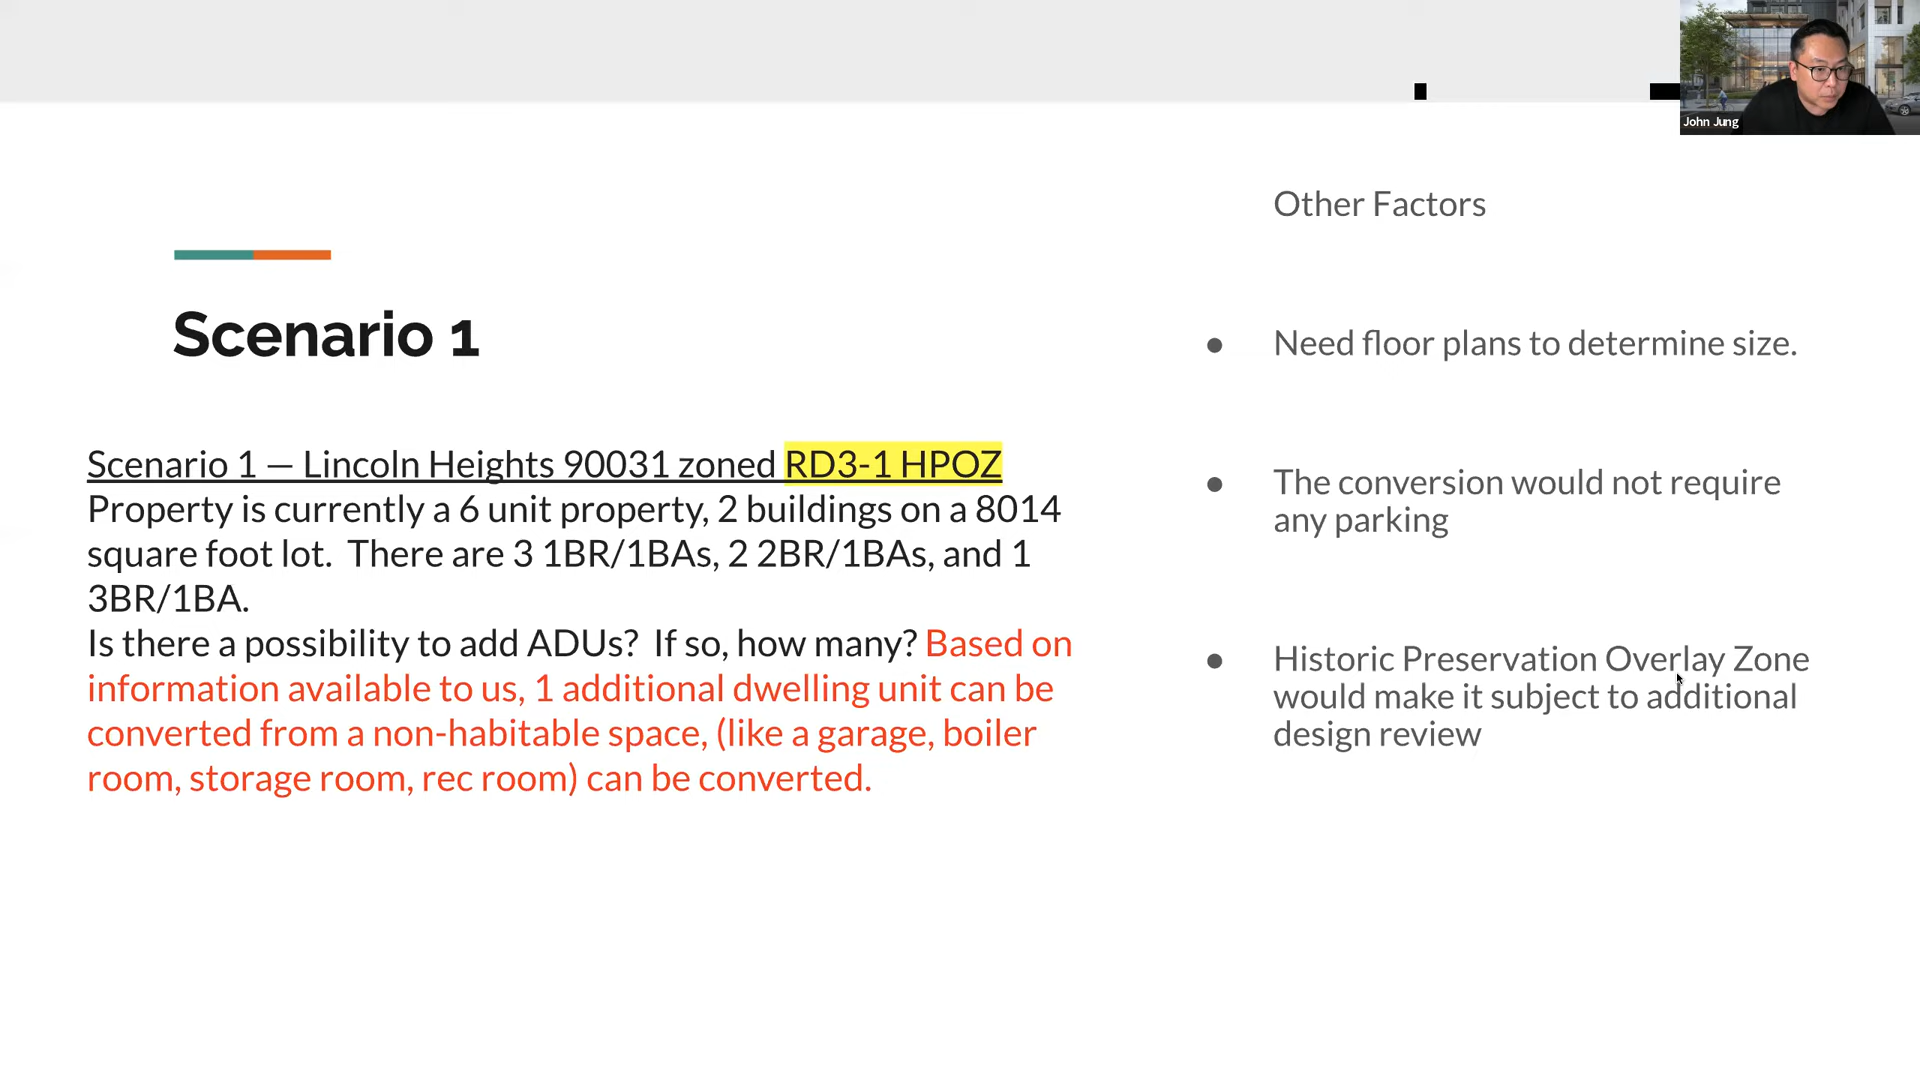 John Jung
Scenario 1
Scenario 1 — Lincoln Heights 90031 zoned RD3-1 HPOZ
Property is currently a 6 unit property, 2 buildings on a 8014
square foot lot.  There are 3 1BR/1BAs, 2 2BR/1BAs, and 1
3BR/1BA.
Is there a possibility to add ADUs?  If so, how many? Based on
information available to us, 1 additional dwelling unit can be
converted from a non-habitable space, (like a garage, boiler
room, storage room, rec room) can be converted.
Other Factors
● Need floor plans to determine size.
● The conversion would not require
any parking
● Historic Preservation Overlay Zone
would make it subject to additional
design review